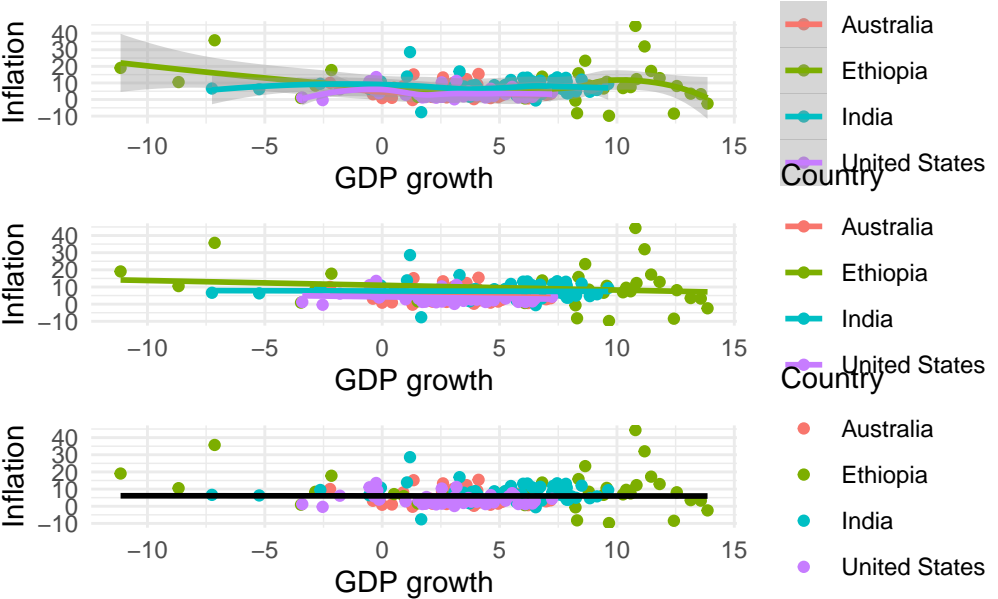 Inflation
40
30
20
10
0
−10
−10
−5
0
5
10
15
GDP growth
Australia
Ethiopia
India
United States
Country
Inflation
40
30
20
10
0
−10
−10
−5
0
5
10
15
GDP growth
Australia
Ethiopia
India
United States
Country
Inflation
40
30
20
10
0
−10
−10
−5
0
5
10
15
GDP growth
Australia
Ethiopia
India
United States